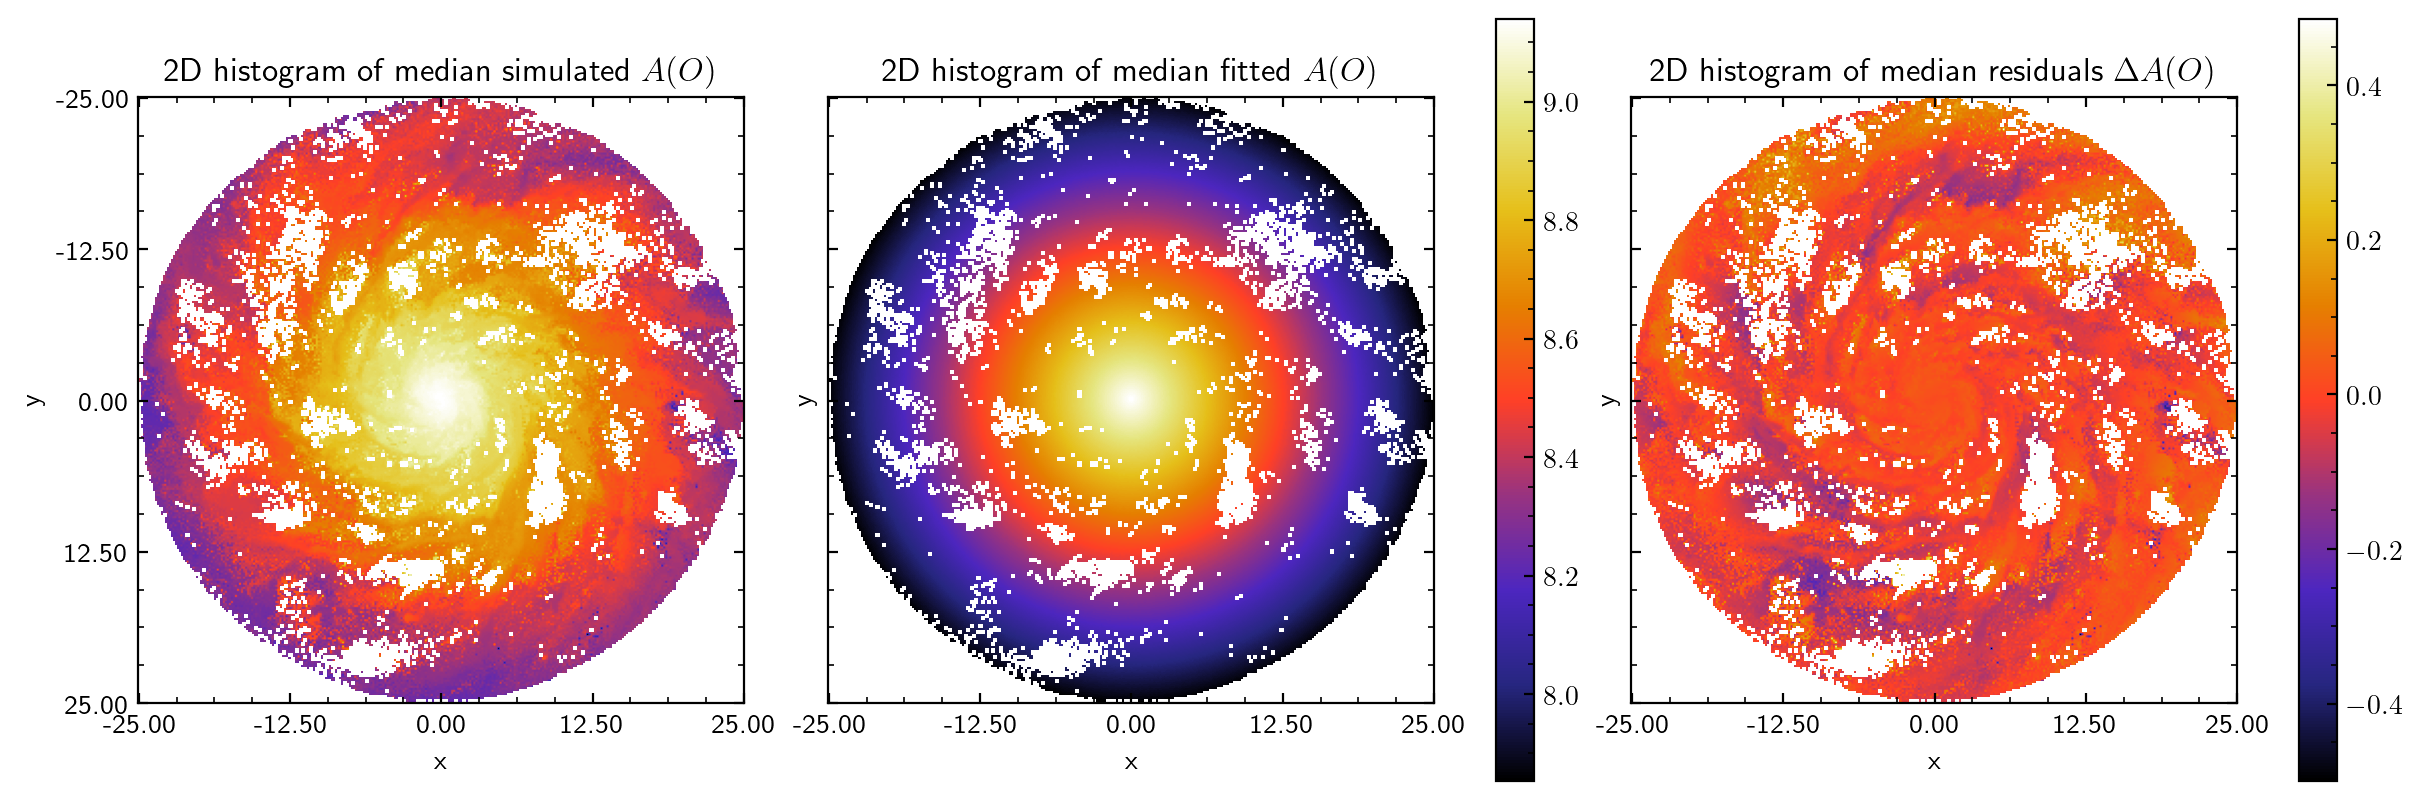 2D histogram of median simulated A(O)
2D histogram of median fitted A(O)
2D histogram of median residuals ΔA(O)
-25.00
-12.50
0.00
12.50
25.00
y
-25.00 -12.50 0.00 12.50 25.00
x
y
-25.00 -12.50 0.00 12.50 25.00
x
9.0
8.8
8.6
8.4
8.2
8.0
y
-25.00 -12.50 0.00 12.50 25.00
x
0.4
0.2
0.0
−0.2
−0.4